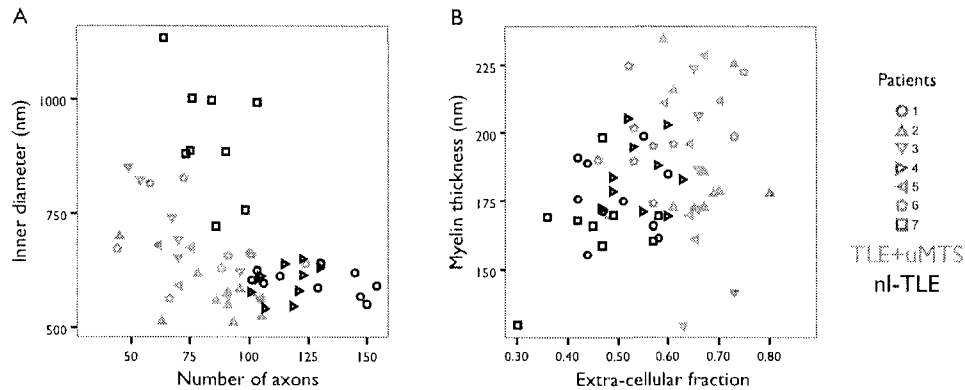 A
B
Inner diameter (nm)
1000
750
500
50
75
100
125
150
Number of axons
Myelin thickness (nm)
225
200
175
150
0.30
0.40
0.50
0.60
0.70
0.80
Extra-cellular fraction
Patients
1
2
3
4
5
6
7
TLE+uMTS
nl-TLE